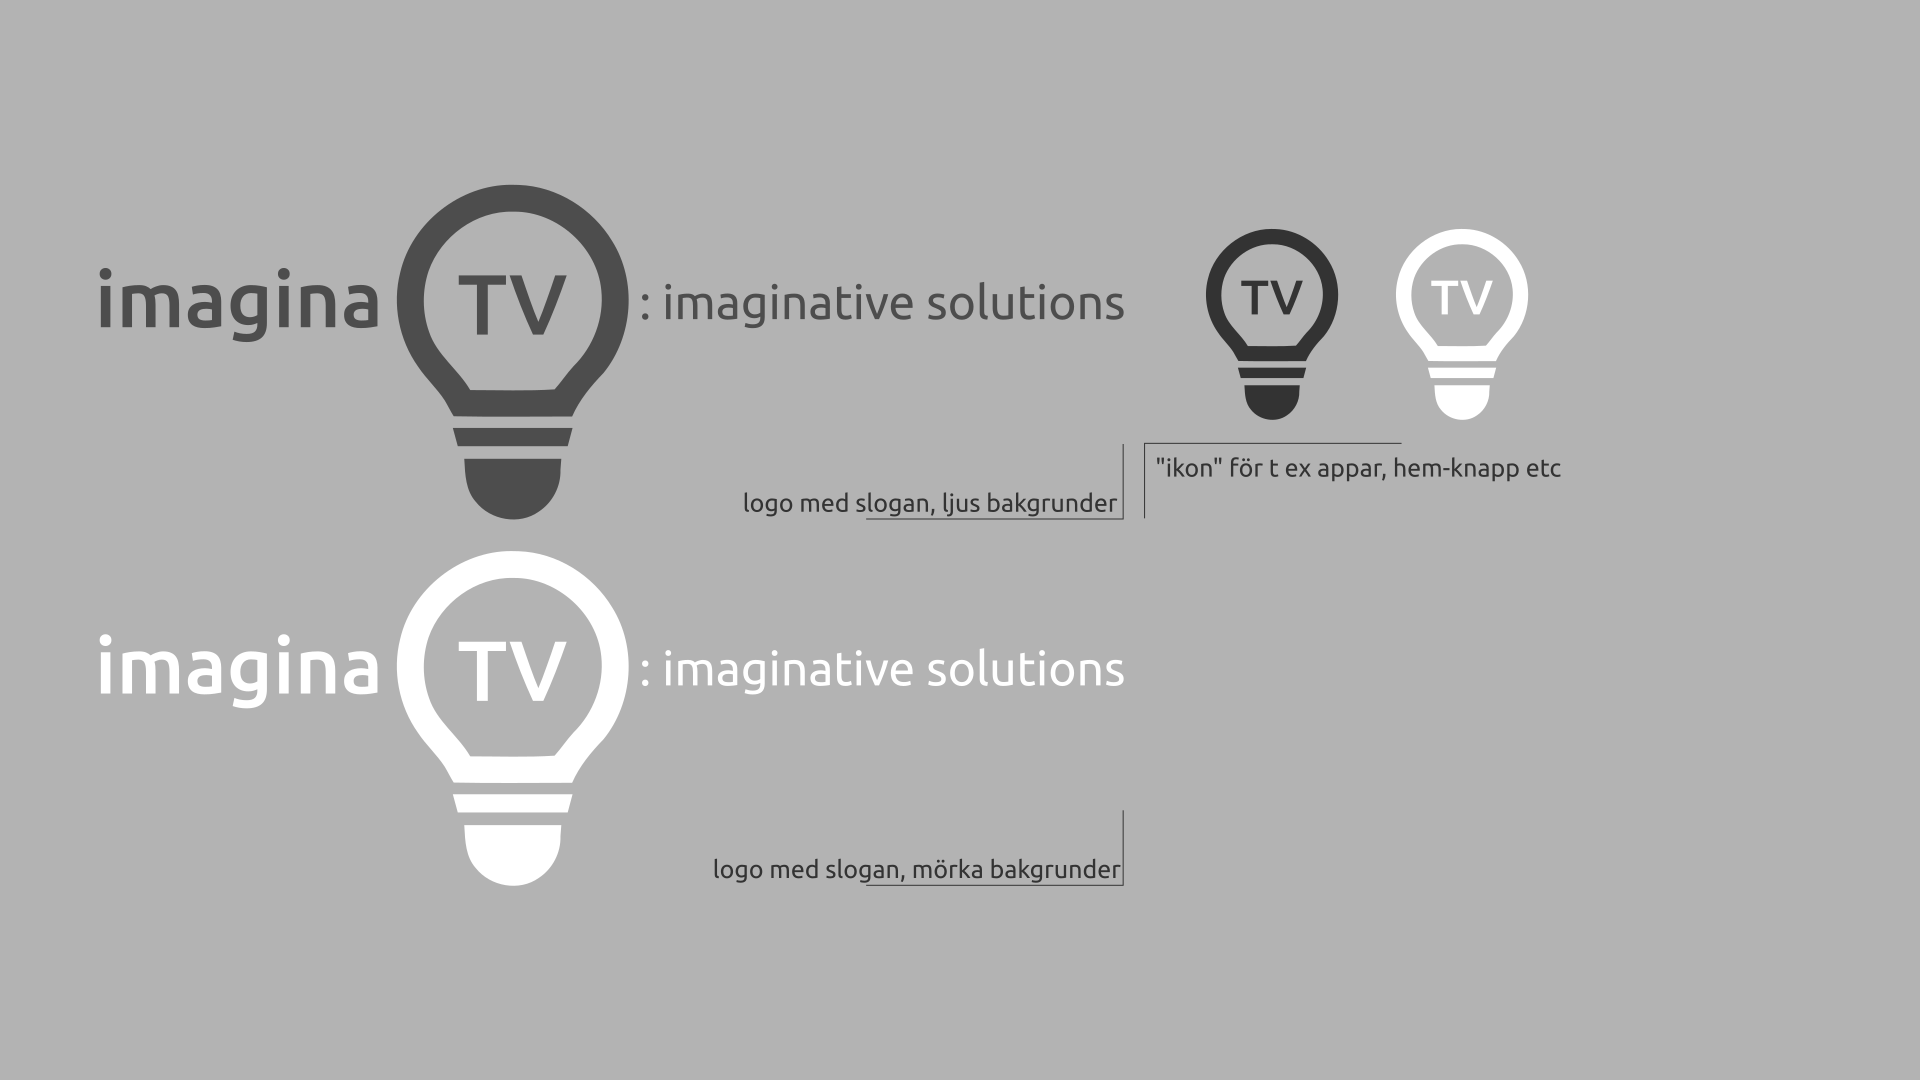 imagina TV : imaginative solutions
logo med slogan, ljus bakgrunder
TV TV
"ikon" för t ex appar, hem-knapp etc
imagina TV : imaginative solutions
logo med slogan, mörka bakgrunder